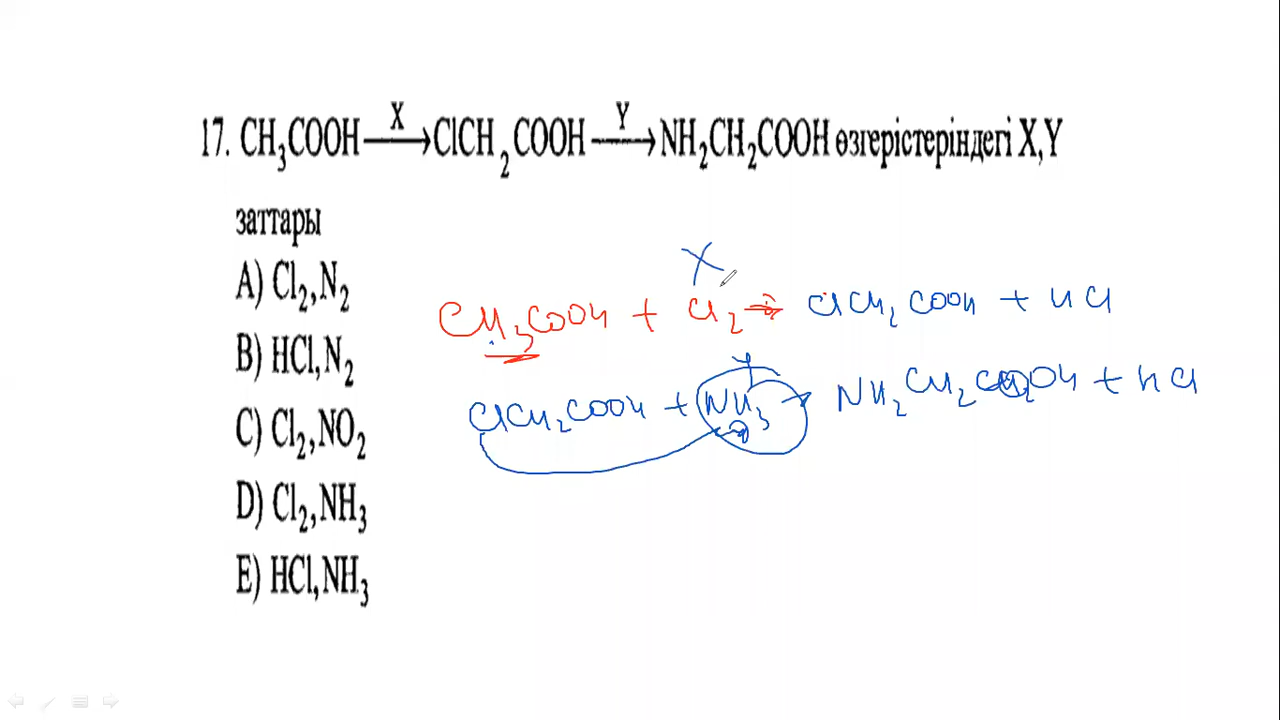 17. CH₃COOH —X→ ClCH₂COOH —Y→ NH₂CH₂COOH өзгерістеріндегі X,Y
заттары
A) Cl₂,N₂
B) HCl,N₂
C) Cl₂,NO₂
D) Cl₂,NH₃
E) HCl,NH₃
X
CH₃COOH + Cl₂ → ClCH₂COOH + HCl
Y
ClCH₂COOH + NH₃ → NH₂CH₂COOH + HCl